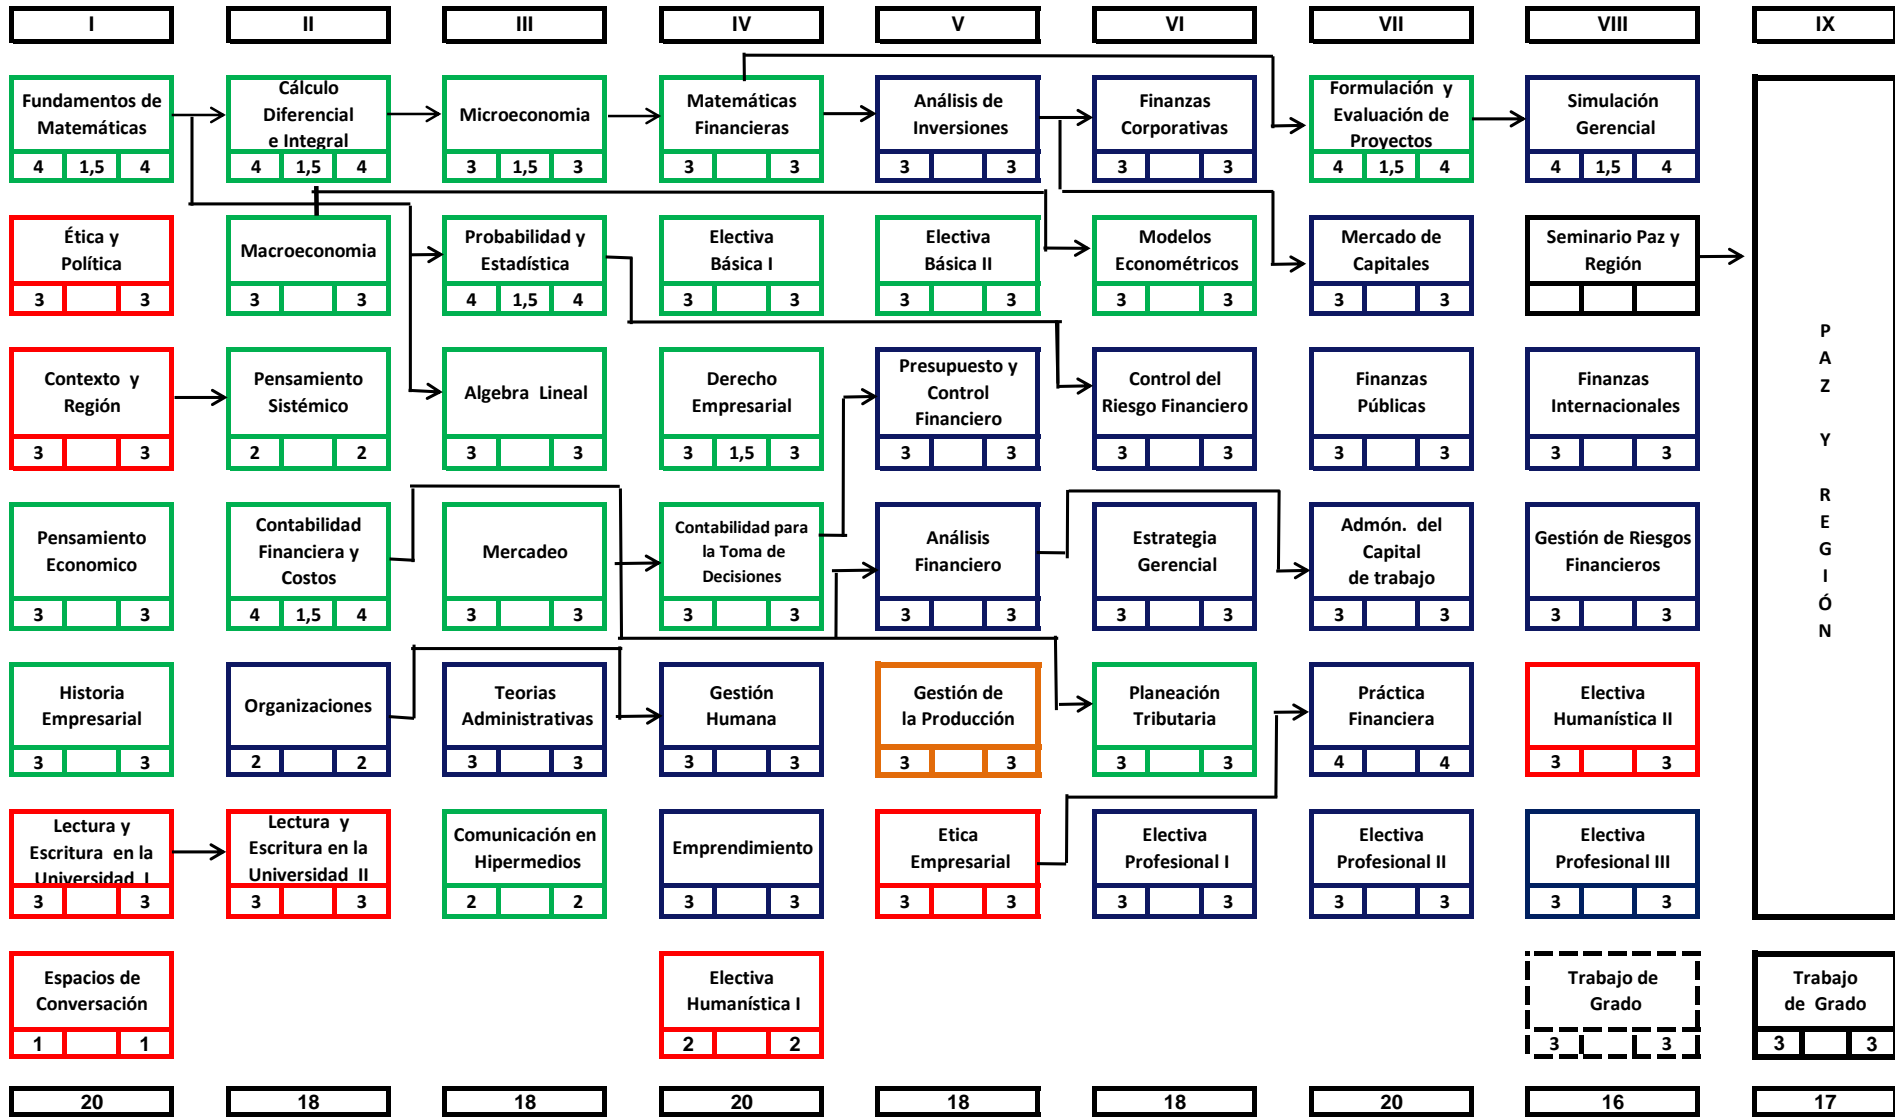 I II III IV V VI VII VIII IX
Fundamentos de
Matemáticas
4 1,5 4
Cálculo
Diferencial
e Integral
4 1,5 4
Microeconomia
3 1,5 3
Matemáticas
Financieras
3 3
Análisis de
Inversiones
3 3
Finanzas
Corporativas
3 3
Formulación y
Evaluación de
Proyectos
4 1,5 4
Simulación
Gerencial
4 1,5 4
Ética y
Política
3 3
Macroeconomia
3 3
Probabilidad y
Estadística
4 1,5 4
Electiva
Básica I
3 3
Electiva
Básica II
3 3
Modelos
Econométricos
3 3
Mercado de
Capitales
3 3
Seminario Paz y
Región
Contexto y
Región
3 3
Pensamiento
Sistémico
2 2
Algebra Lineal
3 3
Derecho
Empresarial
3 1,5 3
Presupuesto y
Control
Financiero
3 3
Control del
Riesgo Financiero
3 3
Finanzas
Públicas
3 3
Finanzas
Internacionales
3 3
Pensamiento
Economico
3 3
Contabilidad
Financiera y
Costos
4 1,5 4
Mercadeo
3 3
Contabilidad para
la Toma de
Decisiones
3 3
Análisis
Financiero
3 3
Estrategia
Gerencial
3 3
Admón. del
Capital
de trabajo
3 3
Gestión de Riesgos
Financieros
3 3
Historia
Empresarial
3 3
Organizaciones
2 2
Teorias
Administrativas
3 3
Gestión
Humana
3 3
Gestión de
la Producción
3 3
Planeación
Tributaria
3 3
Práctica
Financiera
4 4
Electiva
Humanística II
3 3
Lectura y
Escritura en la
Universidad I
3 3
Lectura y
Escritura en la
Universidad II
3 3
Comunicación en
Hipermedios
2 2
Emprendimiento
3 3
Etica
Empresarial
3 3
Electiva
Profesional I
3 3
Electiva
Profesional II
3 3
Electiva
Profesional III
3 3
P
A
Z
Y
R
E
G
I
Ó
N
Espacios de
Conversación
1 1
Electiva
Humanística I
2 2
Trabajo de
Grado
3 3
Trabajo
de Grado
3 3
20 18 18 20 18 18 20 16 17